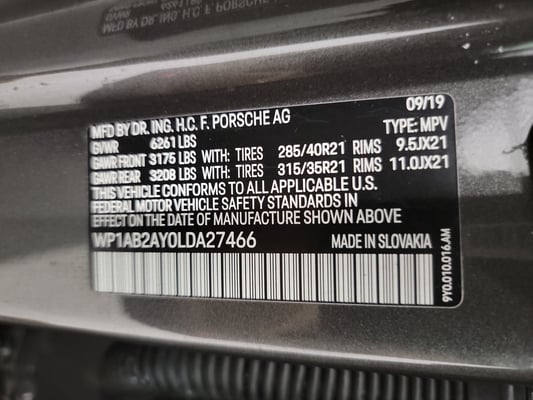 MFD BY DR. ING. H.C. F. PORSCHE AG 09/19
GVWR 6261 LBS TYPE: MPV
GAWR FRONT 3175 LBS WITH: TIRES 285/40R21 RIMS 9.5JX21
GAWR REAR 3208 LBS WITH: TIRES 315/35R21 RIMS 11.0JX21
THIS VEHICLE CONFORMS TO ALL APPLICABLE U.S.
FEDERAL MOTOR VEHICLE SAFETY STANDARDS IN
EFFECT ON THE DATE OF MANUFACTURE SHOWN ABOVE
WP1AB2AY0LDA27466 MADE IN SLOVAKIA
9Y0.010.016.AM